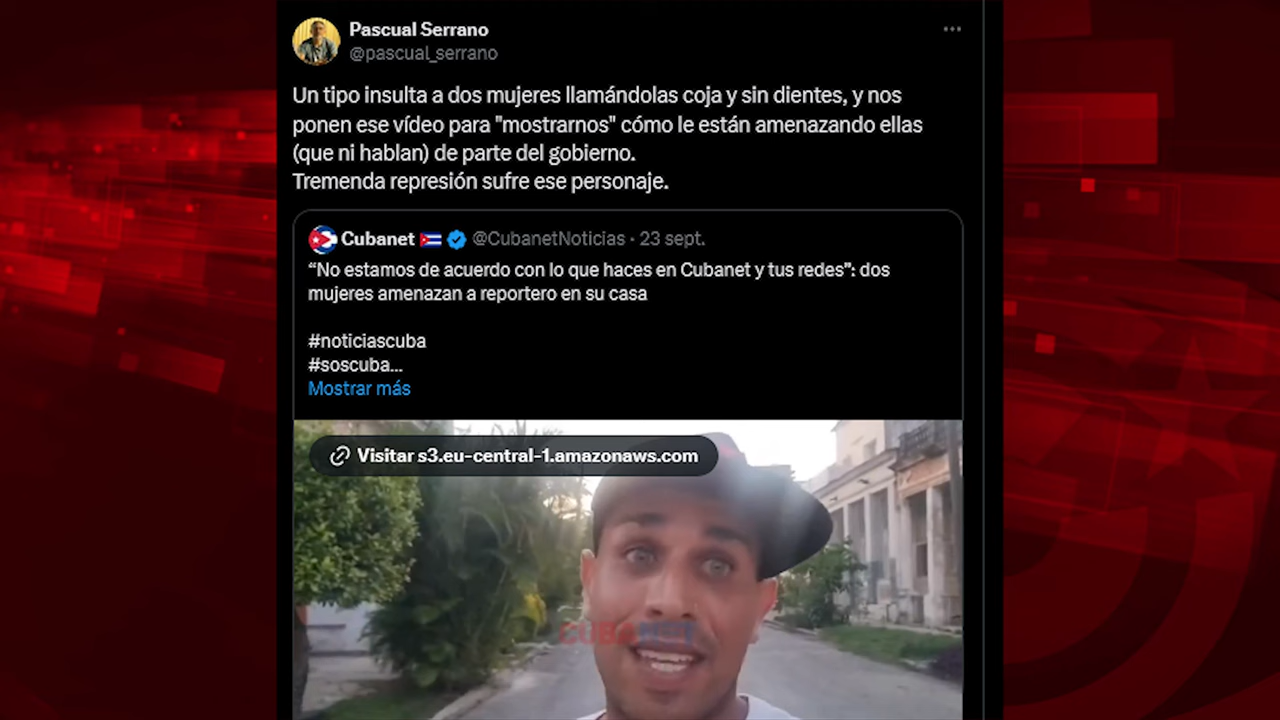 Pascual Serrano
@pascual_serrano
Un tipo insulta a dos mujeres llamándolas coja y sin dientes, y nos
ponen ese vídeo para "mostrarnos" cómo le están amenazando ellas
(que ni hablan) de parte del gobierno.
Tremenda represión sufre ese personaje.
Cubanet 🇨🇺 @CubanetNoticias · 23 sept.
“No estamos de acuerdo con lo que haces en Cubanet y tus redes”: dos
mujeres amenazan a reportero en su casa
#noticiascuba
#soscuba...
Mostrar más
Visitar s3.eu-central-1.amazonaws.com
CUBANET